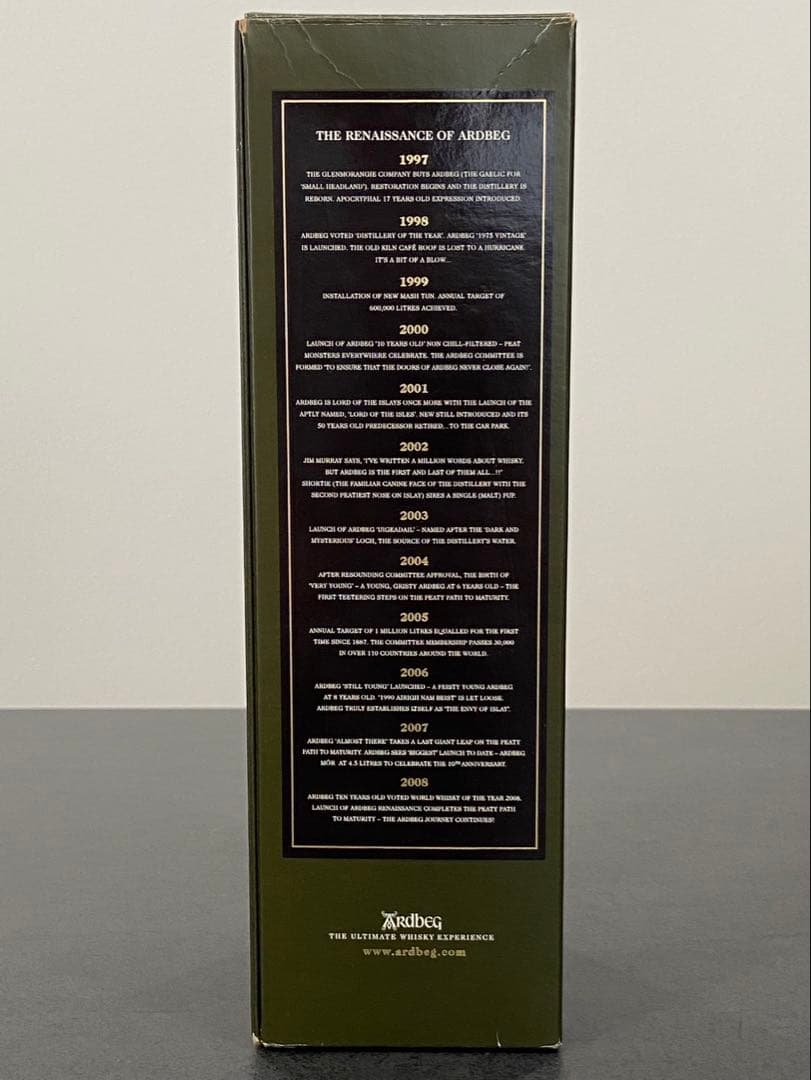 THE RENAISSANCE OF ARDBEG
1997
THE GLENMORANGIE COMPANY BUYS ARDBEG (THE GAELIC FOR
'SMALL HEADLAND'). RESTORATION BEGINS AND THE DISTILLERY IS
REBORN. APOCRYPHAL 17 YEARS OLD EXPRESSION INTRODUCED.
1998
ARDBEG VOTED 'DISTILLERY OF THE YEAR'. ARDBEG '1975 VINTAGE'
IS LAUNCHED. THE OLD KILN CAFÉ ROOF IS LOST TO A HURRICANE.
IT'S A BIT OF A BLOW...
1999
INSTALLATION OF NEW MASH TUN. ANNUAL TARGET OF
600,000 LITRES ACHIEVED.
2000
LAUNCH OF ARDBEG '10 YEARS OLD' NON CHILL-FILTERED – PEAT
MONSTERS EVERYWHERE CELEBRATE. THE ARDBEG COMMITTEE IS
FORMED 'TO ENSURE THAT THE DOORS OF ARDBEG NEVER CLOSE AGAIN!'.
2001
ARDBEG IS LORD OF THE ISLAYS ONCE MORE WITH THE LAUNCH OF THE
APTLY NAMED, 'LORD OF THE ISLES'. NEW STILL INTRODUCED AND ITS
50 YEARS OLD PREDECESSOR RETIRED... TO THE CAR PARK.
2002
JIM MURRAY SAYS, "I'VE WRITTEN A MILLION WORDS ABOUT WHISKY.
BUT ARDBEG IS THE FIRST AND LAST OF THEM ALL...!!"
SHORTIE (THE FAMILIAR CANINE FACE OF THE DISTILLERY WITH THE
SECOND PEATIEST NOSE ON ISLAY) SIRES A SINGLE (MALT) PUP.
2003
LAUNCH OF ARDBEG 'UIGEADAIL' – NAMED AFTER THE 'DARK AND
MYSTERIOUS' LOCH, THE SOURCE OF THE DISTILLERY'S WATER.
2004
AFTER RESOUNDING COMMITTEE APPROVAL, THE BIRTH OF
'VERY YOUNG' – A YOUNG, GRISTY ARDBEG AT 6 YEARS OLD – THE
FIRST TEETERING STEPS ON THE PEATY PATH TO MATURITY.
2005
ANNUAL TARGET OF 1 MILLION LITRES EQUALLED FOR THE FIRST
TIME SINCE 1887. THE COMMITTEE MEMBERSHIP PASSES 30,000
IN OVER 110 COUNTRIES AROUND THE WORLD.
2006
ARDBEG 'STILL YOUNG' LAUNCHED – A FEISTY YOUNG ARDBEG
AT 8 YEARS OLD. '1990 AIRIGH NAM BEIST' IS LET LOOSE.
ARDBEG TRULY ESTABLISHES ITSELF AS 'THE ENVY OF ISLAY'.
2007
ARDBEG 'ALMOST THERE' TAKES A LAST GIANT LEAP ON THE PEATY
PATH TO MATURITY. ARDBEG SEES 'BIGGEST' LAUNCH TO DATE – ARDBEG
MÓR AT 4.5 LITRES TO CELEBRATE THE 10TH ANNIVERSARY.
2008
ARDBEG TEN YEARS OLD VOTED WORLD WHISKY OF THE YEAR 2008.
LAUNCH OF ARDBEG RENAISSANCE COMPLETES THE PEATY PATH
TO MATURITY – THE ARDBEG JOURNEY CONTINUES!
ARDBEG
THE ULTIMATE WHISKY EXPERIENCE
www.ardbeg.com